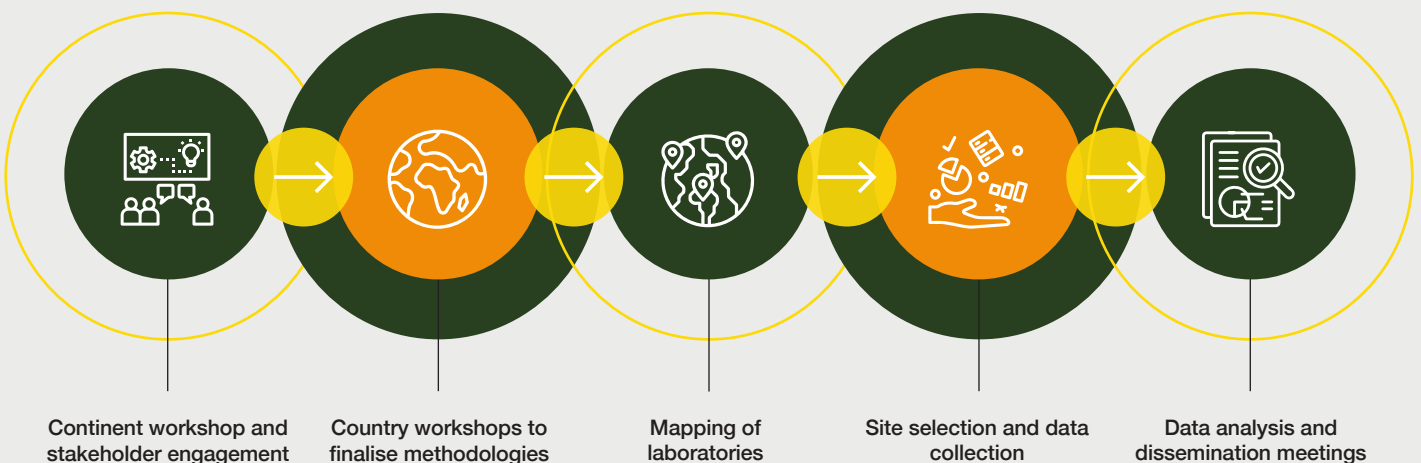 Continent workshop and
stakeholder engagement
Country workshops to
finalise methodologies
Mapping of
laboratories
Site selection and data
collection
Data analysis and
dissemination meetings